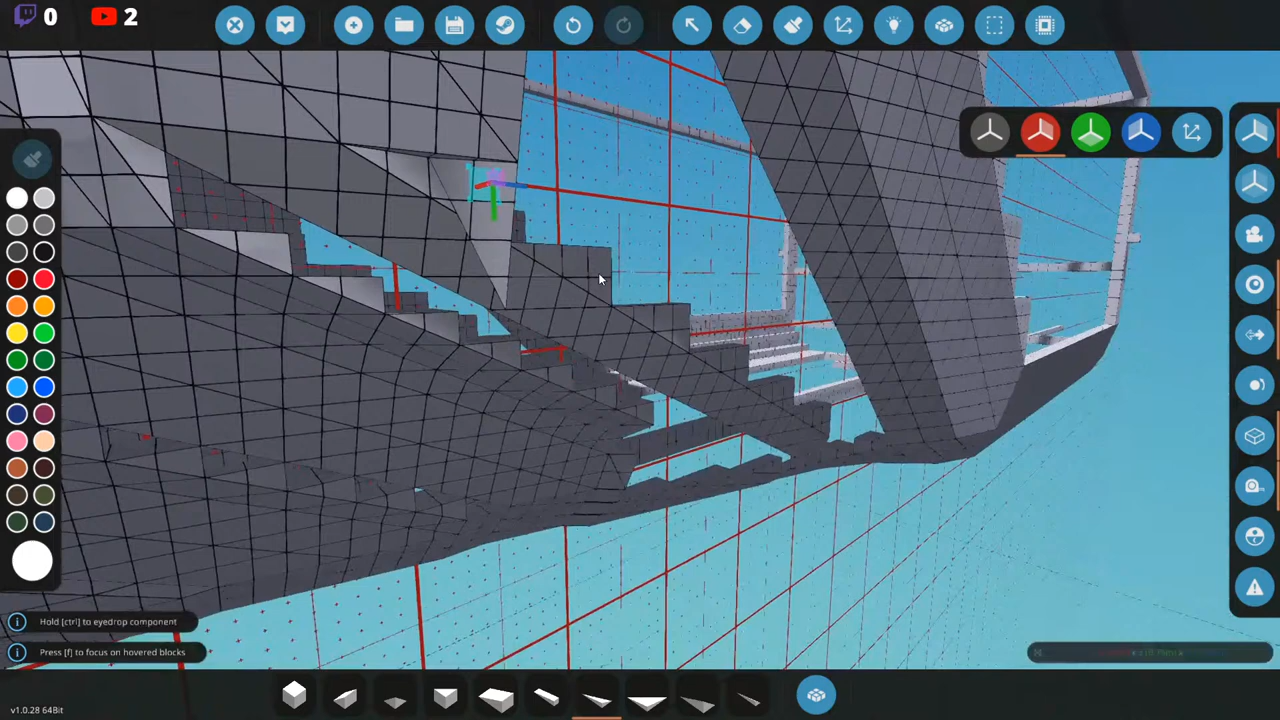 0
2
Hold [ctrl] to eyedrop component
Press [f] to focus on hovered blocks
v1.0.28 64Bit